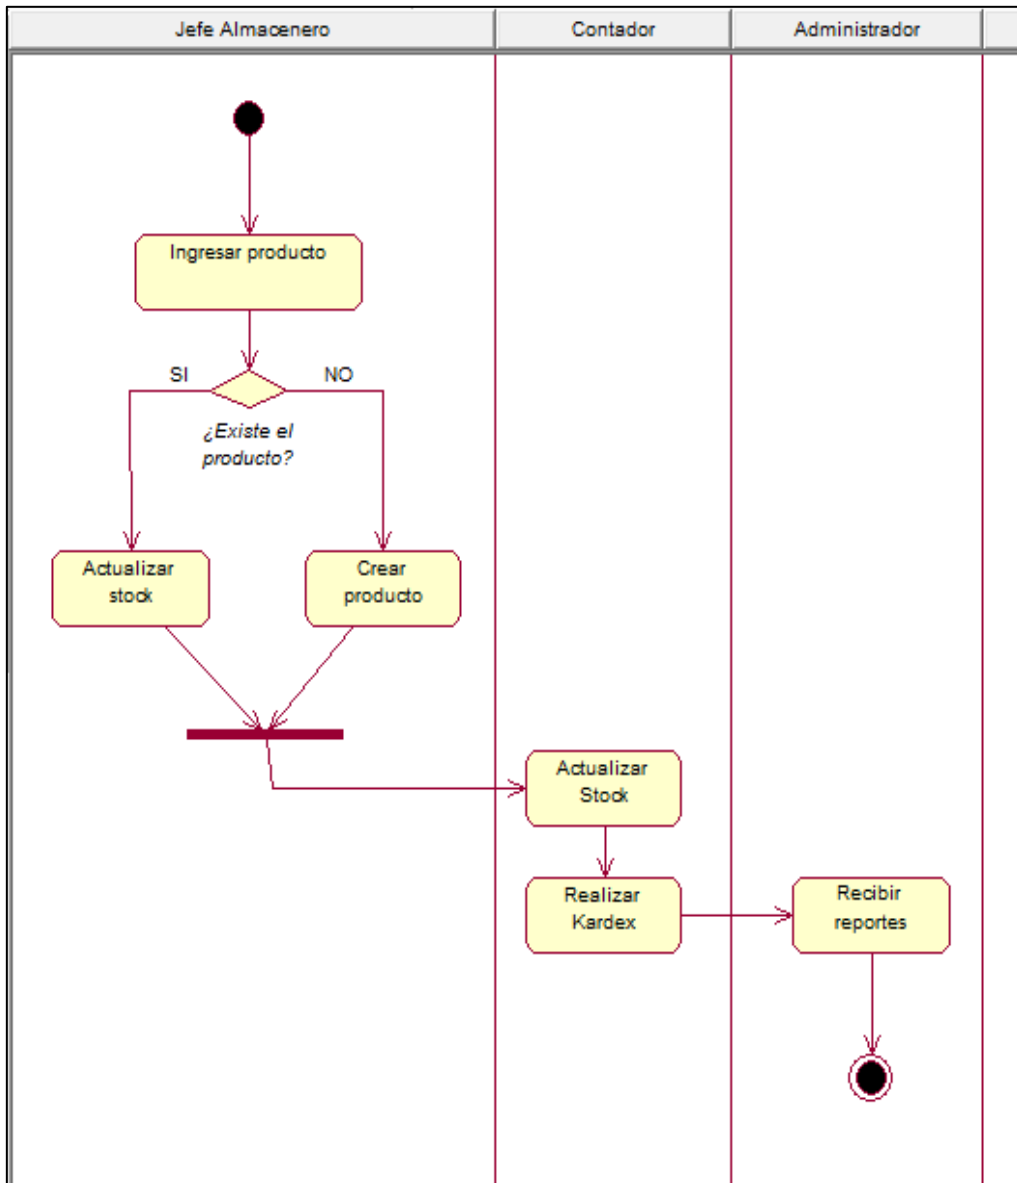 Jefe Almacenero
Contador
Administrador
Ingresar producto
SI
NO
¿Existe el
producto?
Actualizar
stock
Crear
producto
Actualizar
Stock
Realizar
Kardex
Recibir
reportes